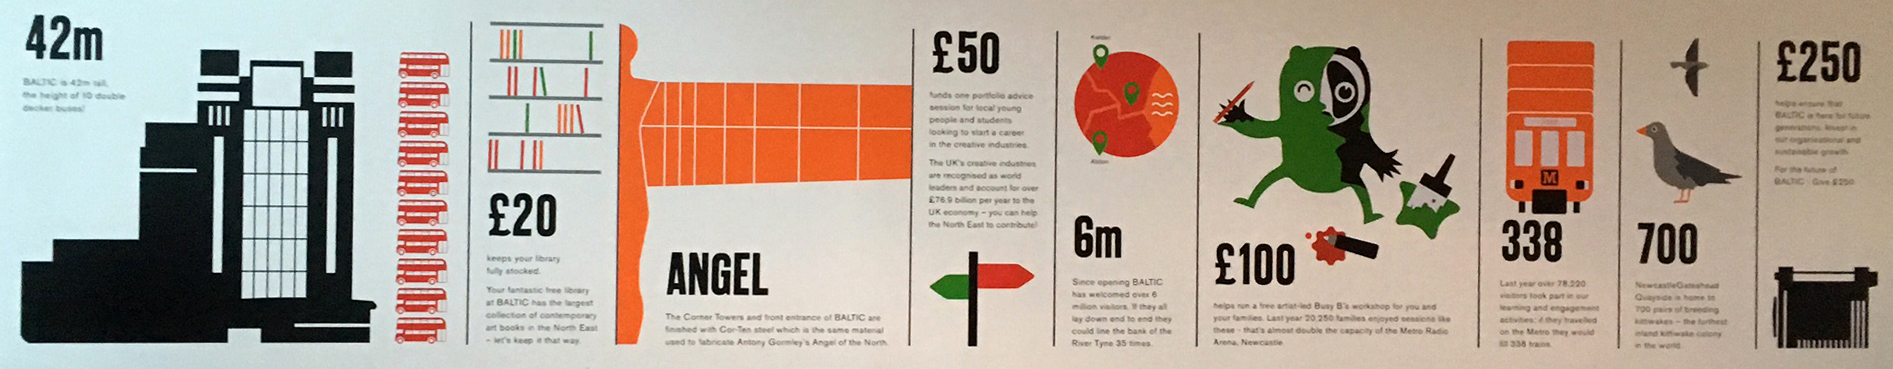 42m
BALTIC is 42m tall,
the height of 10 double
decker buses!
£20
keeps your library
fully stocked.
Your fantastic free library
at BALTIC has the largest
collection of contemporary
art books in the North East
– let's keep it that way.
ANGEL
The Corner Towers and front entrance of BALTIC are
finished with Cor-Ten steel which is the same material
used to fabricate Antony Gormley's Angel of the North.
£50
funds one portfolio advice
session for local young
people and students
looking to start a career
in the creative industries.
The UK's creative industries
are recognised as world
leaders and account for over
£76.9 billion per year to the
UK economy – you can help
the North East to contribute!
Kielder
Alston
6m
Since opening BALTIC
has welcomed over 6
million visitors. If they all
lay down end to end they
could line the bank of the
River Tyne 35 times.
£100
helps run a free artist-led Busy B's workshop for you and
your families. Last year 20,250 families enjoyed sessions like
these - that's almost double the capacity of the Metro Radio
Arena, Newcastle.
M
338
Last year over 78,220
visitors took part in our
learning and engagement
activities; if they travelled
on the Metro they would
fill 338 trains.
700
NewcastleGateshead
Quayside is home to
700 pairs of breeding
kittiwakes – the furthest
inland kittiwake colony
in the world.
£250
helps ensure that
BALTIC is here for future
generations. Invest in
our organisational and
sustainable growth.
For the future of
BALTIC - Give £250.